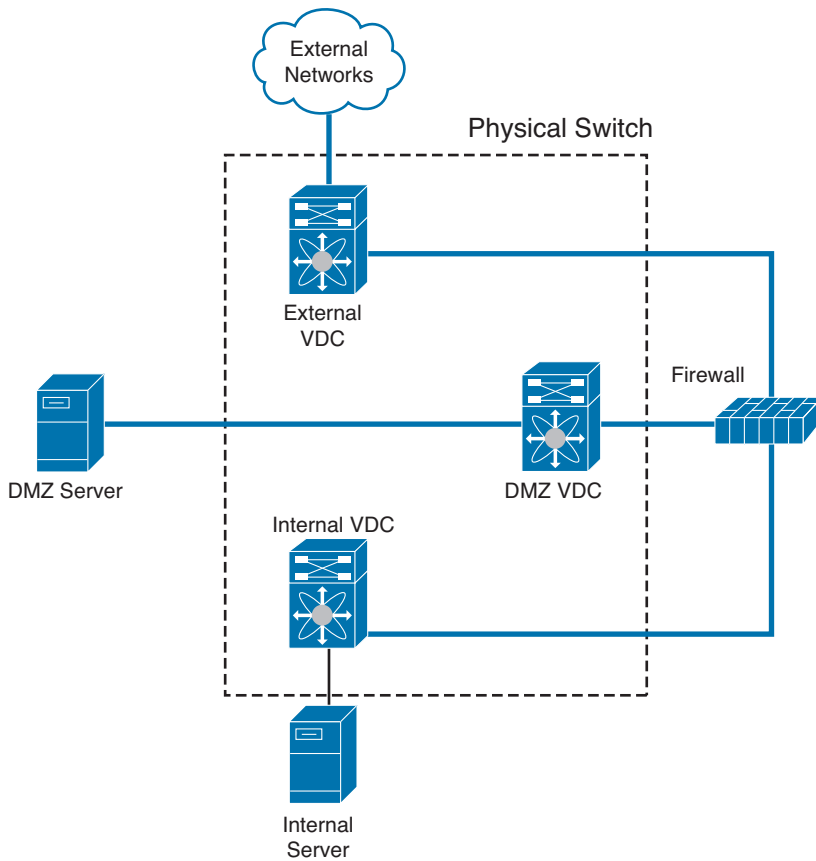 External
Networks
Physical Switch
External
VDC
Firewall
DMZ Server
DMZ VDC
Internal VDC
Internal
Server